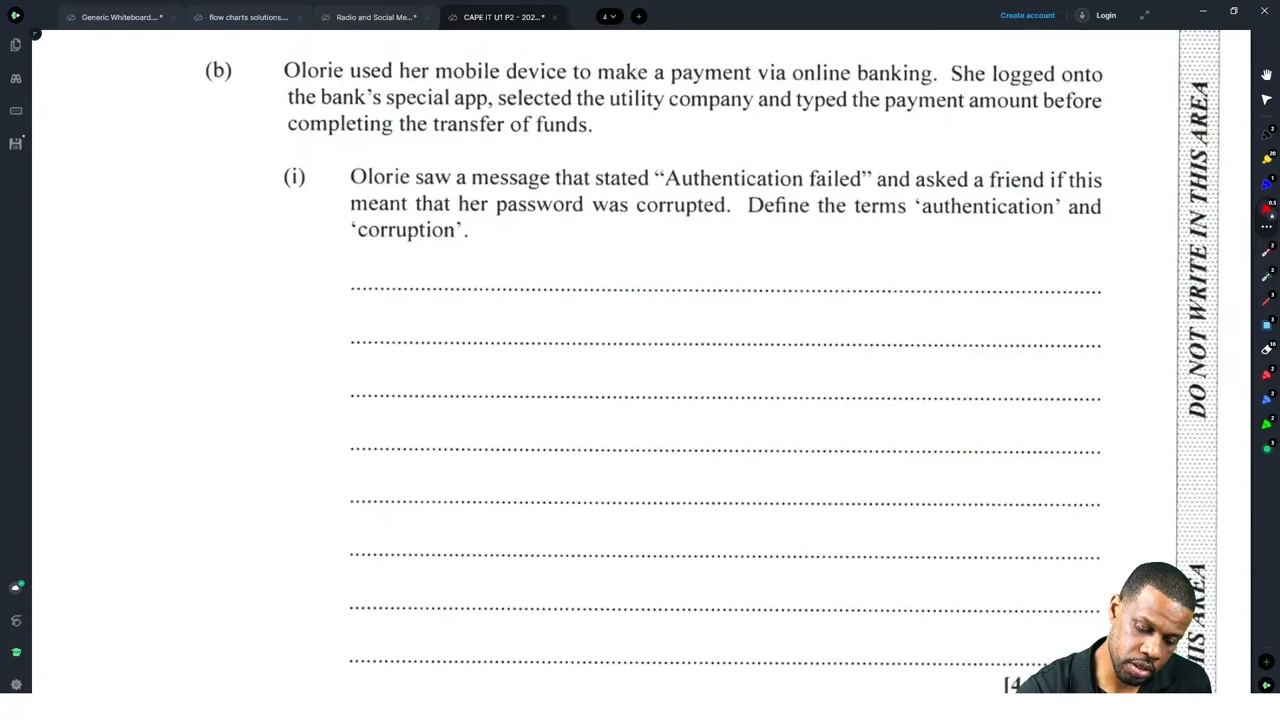 Generic Whiteboard....*
flow charts solutions....
Radio and Social Me...*
CAPE IT U1 P2 - 202...*
4
Create account
Login
(b) Olorie used her mobile device to make a payment via online banking. She logged onto
the bank's special app, selected the utility company and typed the payment amount before
completing the transfer of funds.
(i) Olorie saw a message that stated “Authentication failed” and asked a friend if this
meant that her password was corrupted. Define the terms ‘authentication’ and
‘corruption’.
[4
DO NOT WRITE IN THIS AREA
HIS AREA